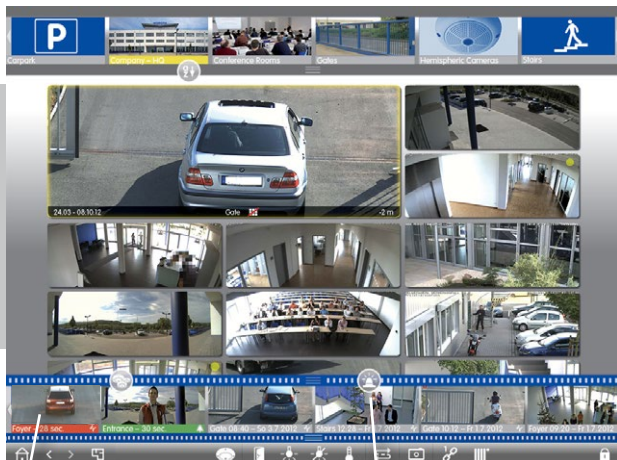 P
Carpark
Company – HQ
Conference Rooms
Gates
Hemispheric Cameras
Stairs
24.03 - 08.10.12
Gate
-2 m
Foyer – 28 sec.
Entrance – 30 sec.
Gate 08:40 – Sa 3.7.2012
Stairs 12:28 – Fr 1.7.2012
Gate 10:12 – Fr 1.7.2012
Foyer 09:20 – Fr 1.7.2012